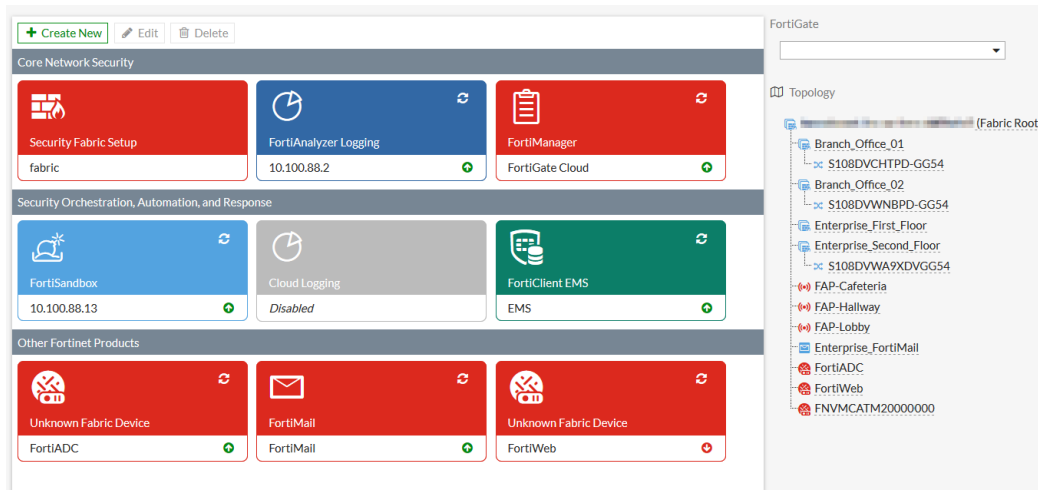 Create New Edit Delete
Core Network Security
Security Fabric Setup
fabric
FortiAnalyzer Logging
10.100.88.2
FortiManager
FortiGate Cloud
Security Orchestration, Automation, and Response
FortiSandbox
10.100.88.13
Cloud Logging
Disabled
FortiClient EMS
EMS
Other Fortinet Products
Unknown Fabric Device
FortiADC
FortiMail
FortiMail
Unknown Fabric Device
FortiWeb
FortiGate
Topology
(Fabric Root
Branch_Office_01
S108DVCHTPD-GG54
Branch_Office_02
S108DVWNBPD-GG54
Enterprise_First_Floor
Enterprise_Second_Floor
S108DVWA9XDVGG54
FAP-Cafeteria
FAP-Hallway
FAP-Lobby
Enterprise_FortiMail
FortiADC
FortiWeb
FNVMCATM20000000